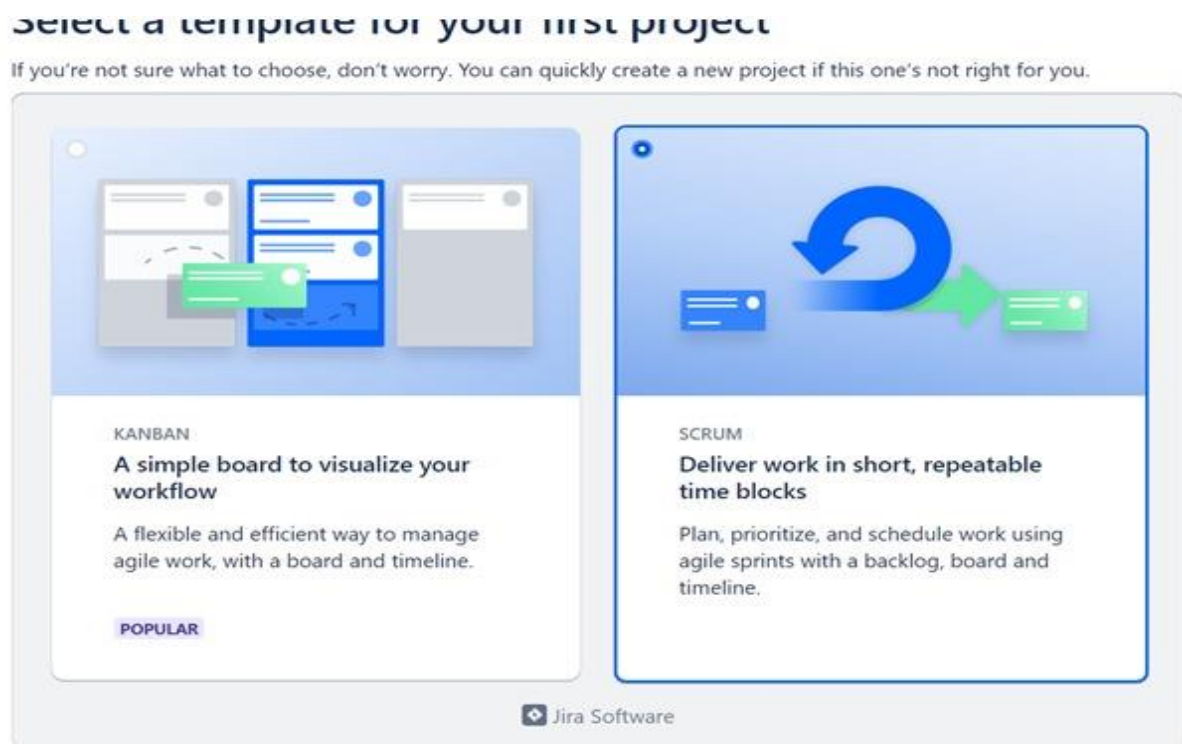 Select a template for your first project
If you're not sure what to choose, don't worry. You can quickly create a new project if this one's not right for you.
KANBAN
A simple board to visualize your
workflow
A flexible and efficient way to manage
agile work, with a board and timeline.
POPULAR
SCRUM
Deliver work in short, repeatable
time blocks
Plan, prioritize, and schedule work using
agile sprints with a backlog, board and
timeline.
Jira Software